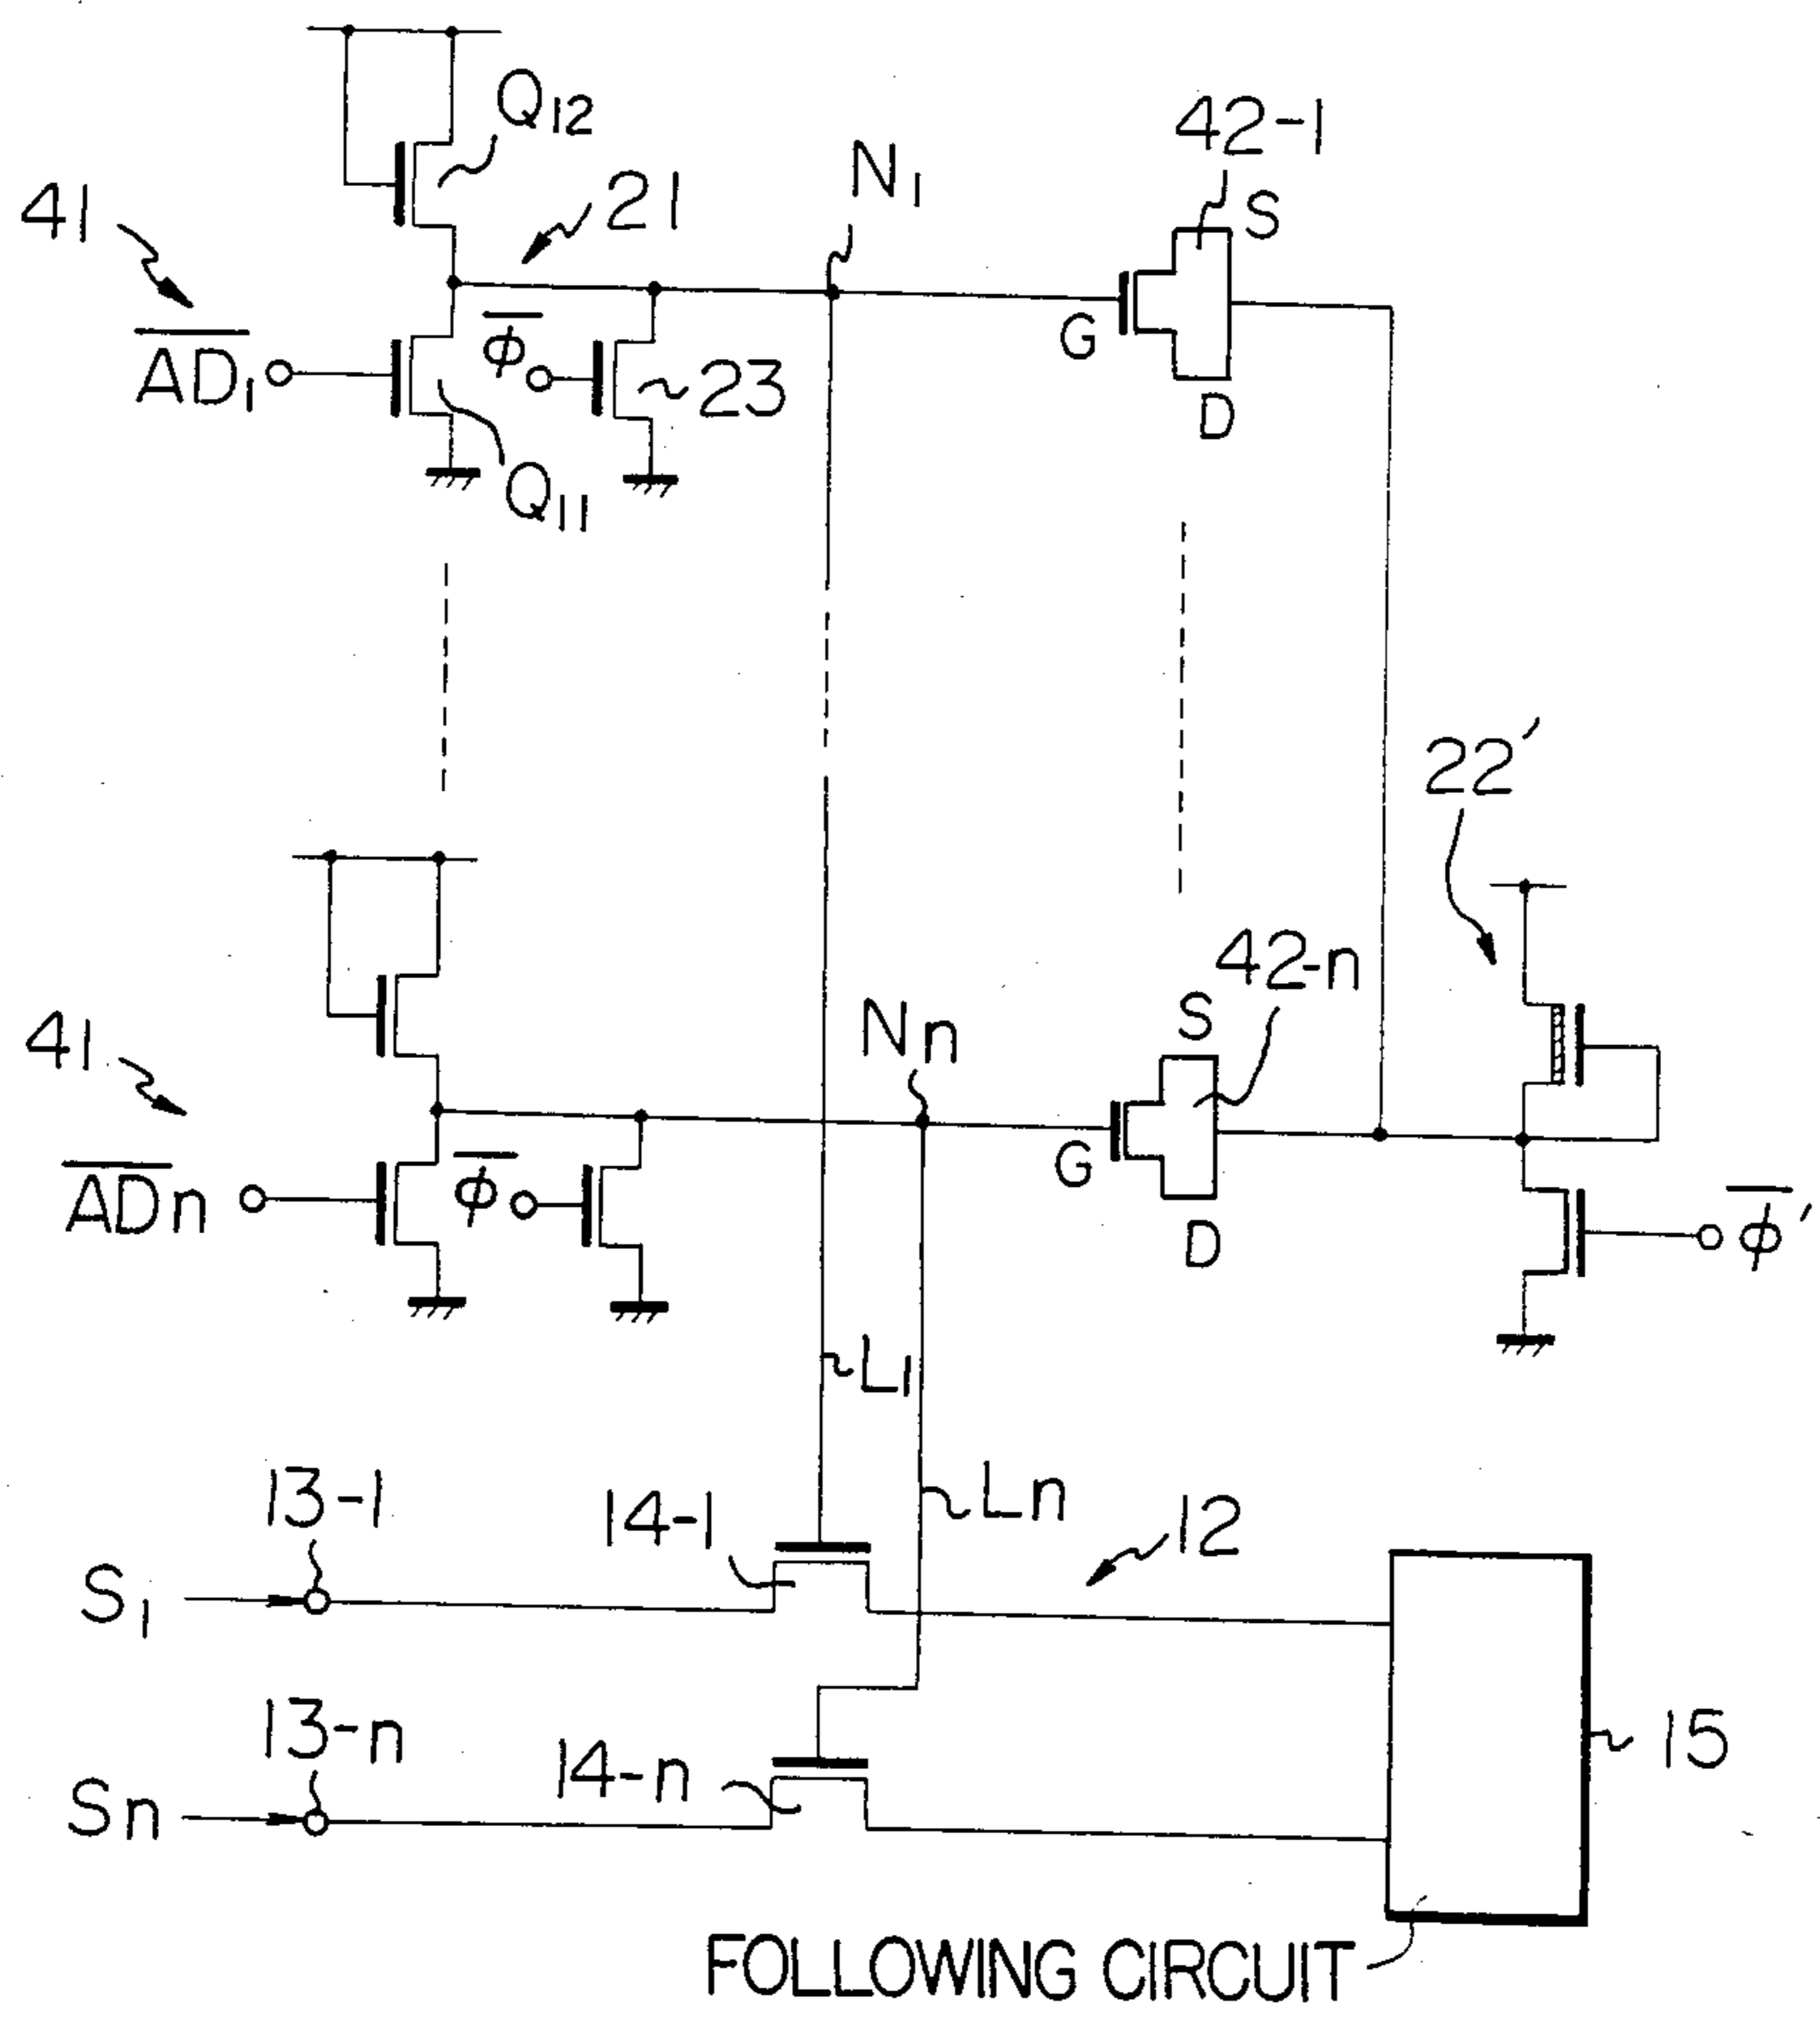 Q12
42-1
N1
S
41
21
G
D
AD1
φ
23
Q11
22'
42-n
S
Nn
41
G
D
ADn
φ
φ'
L1
Ln
13-1
14-1
12
S1
13-n
14-n
15
Sn
FOLLOWING CIRCUIT